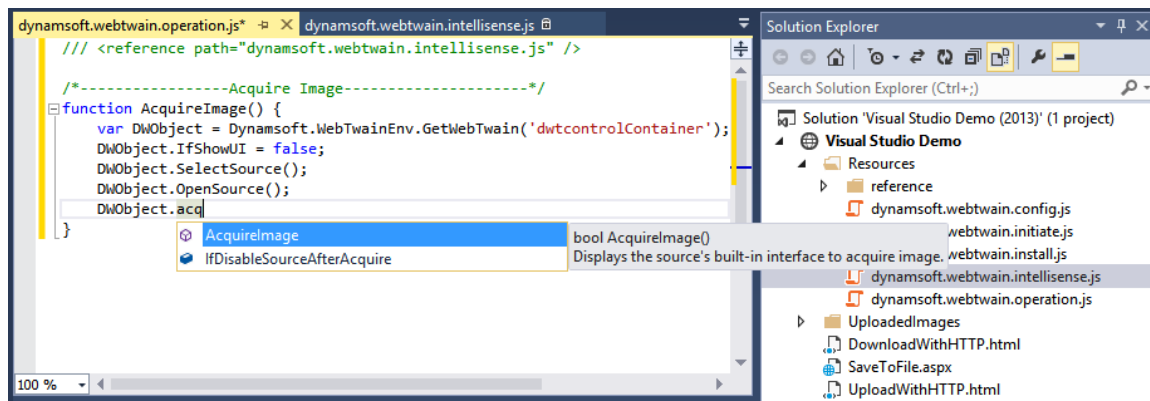 dynamsoft.webtwain.operation.js* dynamsoft.webtwain.intellisense.js
/// <reference path="dynamsoft.webtwain.intellisense.js" />
/*-----------------Acquire Image---------------------*/
function AcquireImage() {
var DWObject = Dynamsoft.WebTwainEnv.GetWebTwain('dwtcontrolContainer');
DWObject.IfShowUI = false;
DWObject.SelectSource();
DWObject.OpenSource();
DWObject.acq
}
AcquireImage
IfDisableSourceAfterAcquire
bool AcquireImage()
Displays the source's built-in interface to acquire image.
100 %
Solution Explorer
Search Solution Explorer (Ctrl+;)
Solution 'Visual Studio Demo (2013)' (1 project)
Visual Studio Demo
Resources
reference
dynamsoft.webtwain.config.js
webtwain.initiate.js
webtwain.install.js
dynamsoft.webtwain.intellisense.js
dynamsoft.webtwain.operation.js
UploadedImages
DownloadWithHTTP.html
SaveToFile.aspx
UploadWithHTTP.html